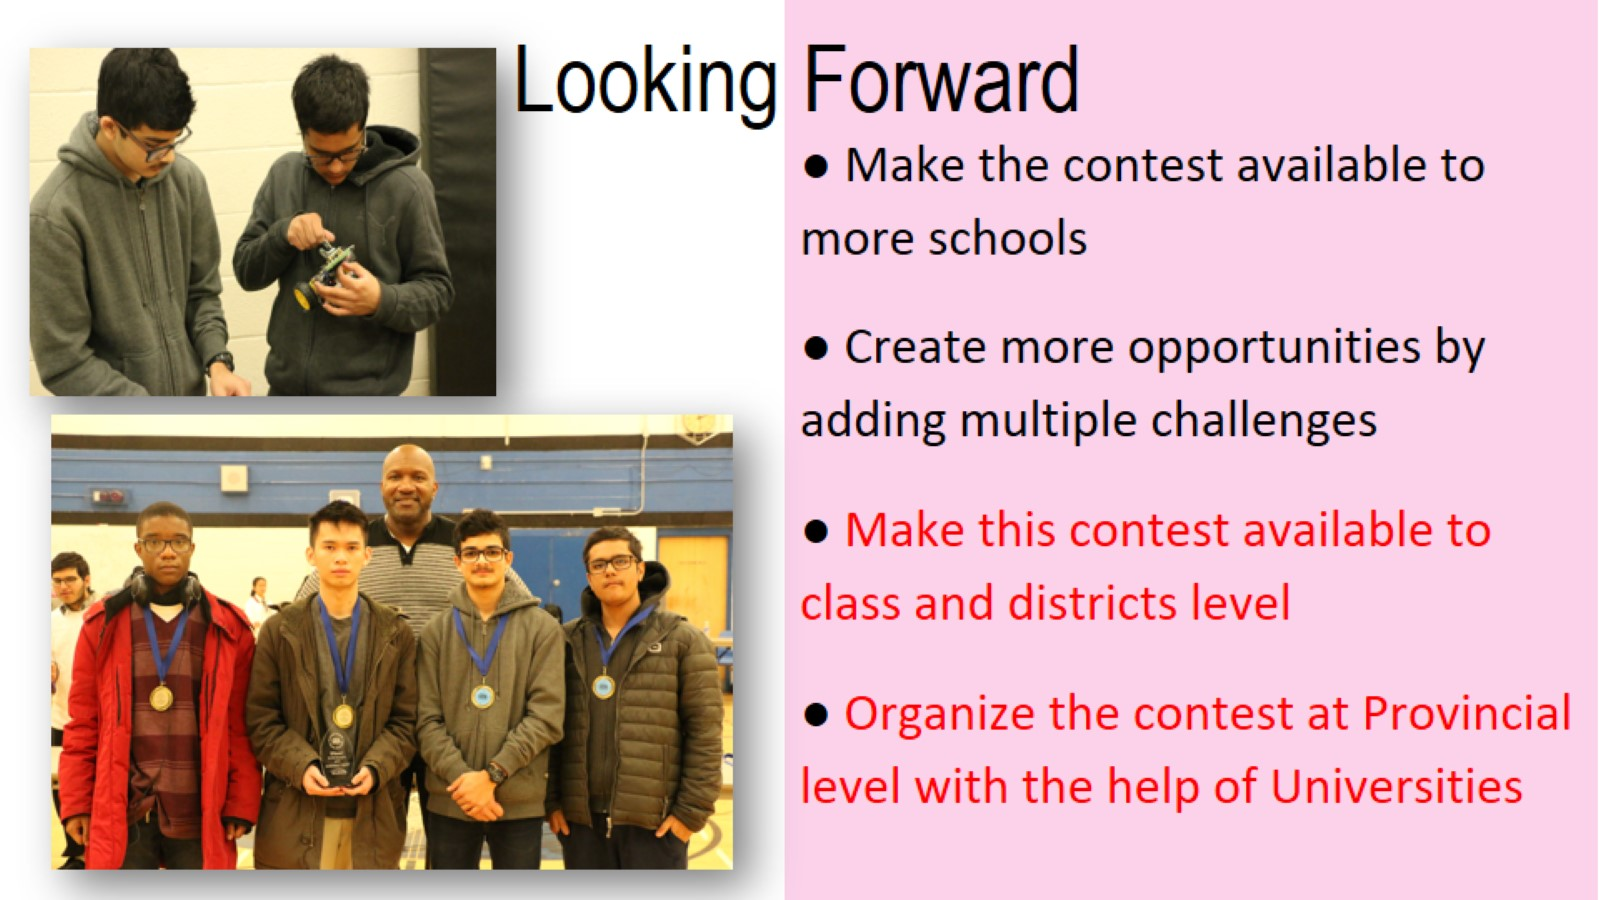 Looking Forward
● Make the contest available to
more schools
● Create more opportunities by
adding multiple challenges
● Make this contest available to
class and districts level
● Organize the contest at Provincial
level with the help of Universities